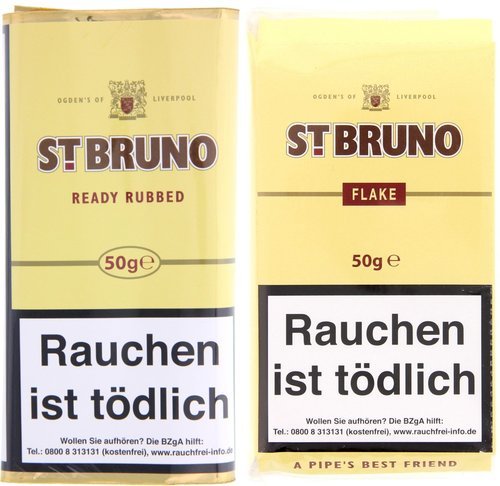 OGDEN'S OF LIVERPOOL
ST BRUNO
READY RUBBED
50g℮
Rauchen
ist tödlich
Wollen Sie aufhören? Die BZgA hilft:
Tel.: 0800 8 313131 (kostenfrei), www.rauchfrei-info.de
OGDEN'S OF LIVERPOOL
ST BRUNO
FLAKE
50g ℮
Rauchen
ist tödlich
Wollen Sie aufhören? Die BZgA hilft:
Tel.: 0800 8 313131 (kostenfrei), www.rauchfrei-info.de
A PIPE'S BEST FRIEND